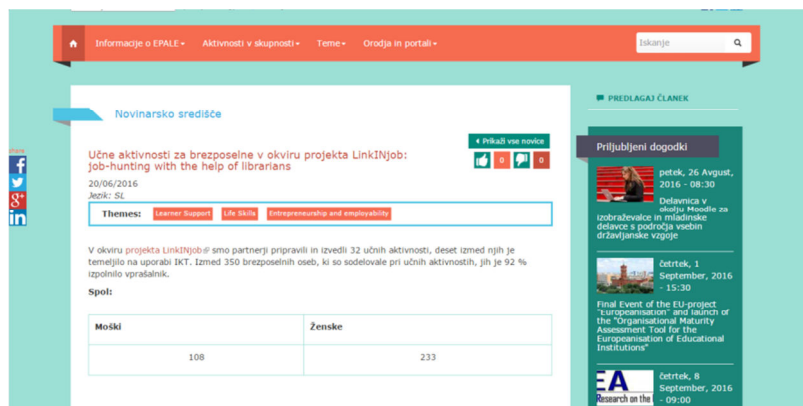 Informacije o EPALE
Aktivnosti v skupnosti
Teme
Orodja in portali
Iskanje
PREDLAGAJ ČLANEK
Novinarsko središče
Prikaži vse novice
Učne aktivnosti za brezposelne v okviru projekta LinkINjob:
job-hunting with the help of librarians
0
0
20/06/2016
Jezik: SL
Themes:
Learner Support
Life Skills
Entrepreneurship and employability
V okviru projekta LinkINjob smo partnerji pripravili in izvedli 32 učnih aktivnosti, deset izmed njih je
temeljilo na uporabi IKT. Izmed 350 brezposelnih oseb, ki so sodelovale pri učnih aktivnostih, jih je 92 %
izpolnilo vprašalnik.
Spol:
Moški
Ženske
108
233
share
f
g+
in
Priljubljeni dogodki
petek, 26 Avgust,
2016 - 08:30
Delavnica v
okolju Moodle za
izobraževalce in mladinske
delavce s področja vsebin
državljanske vzgoje
četrtek, 1
September, 2016
- 15:30
Final Event of the EU-project
"Europeanisation" and launch of
the "Organisational Maturity
Assessment Tool for the
Europeanisation of Educational
Institutions"
EA
Research on the
četrtek, 8
September, 2016
- 09:00